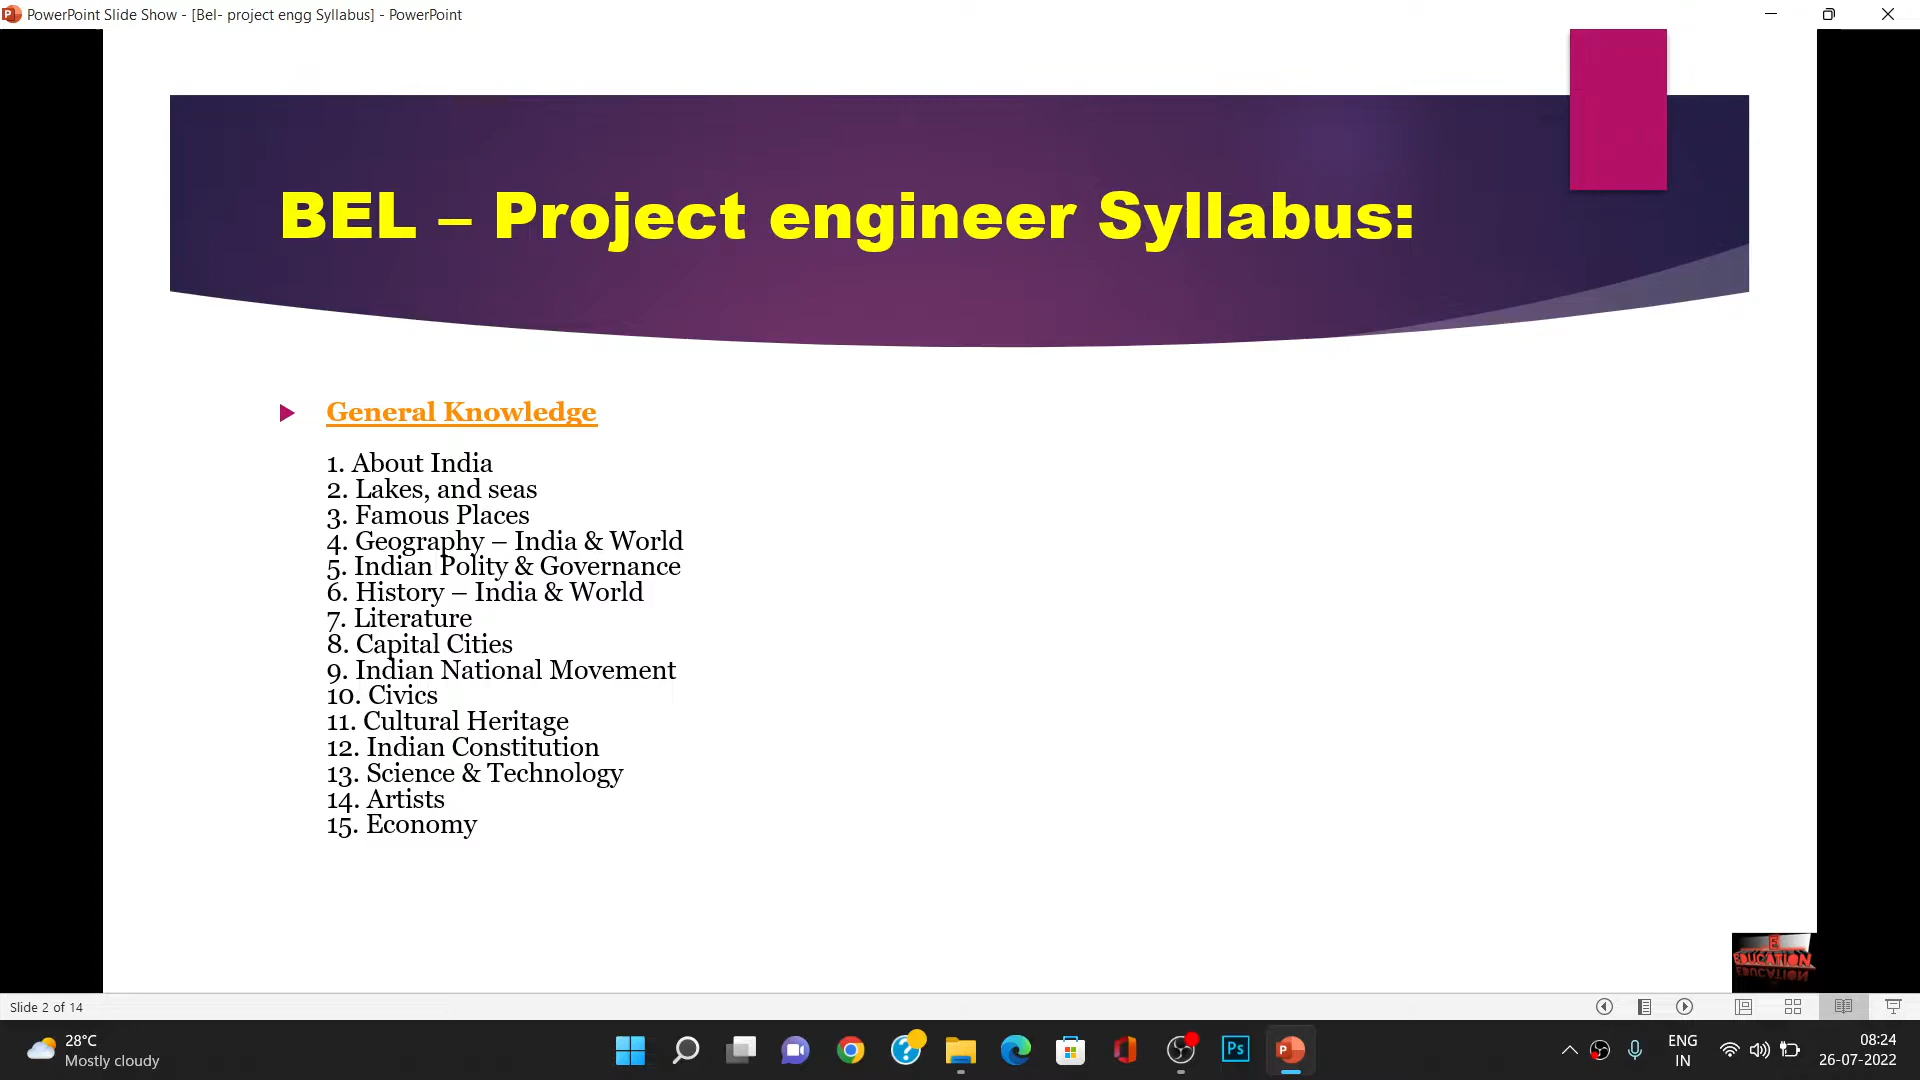 PowerPoint Slide Show - [Bel- project engg Syllabus] - PowerPoint
BEL – Project engineer Syllabus:
General Knowledge
1. About India
2. Lakes, and seas
3. Famous Places
4. Geography – India & World
5. Indian Polity & Governance
6. History – India & World
7. Literature
8. Capital Cities
9. Indian National Movement
10. Civics
11. Cultural Heritage
12. Indian Constitution
13. Science & Technology
14. Artists
15. Economy
E
EDUCATION
Slide 2 of 14
28°C
Mostly cloudy
Ps
ENG
IN
08:24
26-07-2022